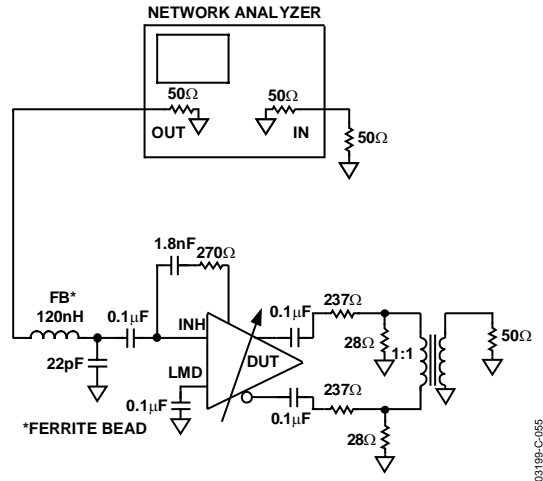 NETWORK ANALYZER
50Ω
50Ω
OUT
IN
50Ω
1.8nF
270Ω
FB*
120nH
0.1μF
0.1μF
237Ω
INH
50Ω
28Ω
1:1
22pF
LMD
DUT
237Ω
0.1μF
0.1μF
*FERRITE BEAD
28Ω
03199-C-055